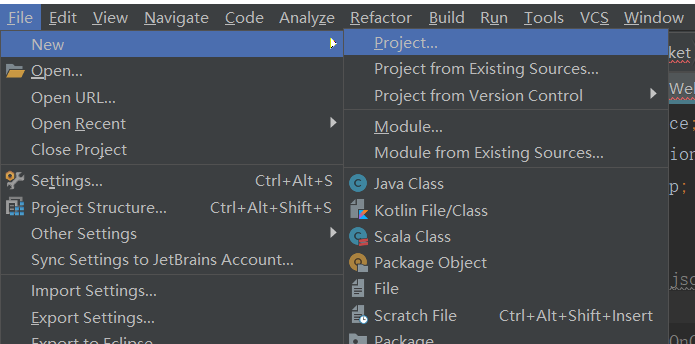 File Edit View Navigate Code Analyze Refactor Build Run Tools VCS Window
New
Open...
Open URL...
Open Recent
Close Project
Settings... Ctrl+Alt+S
Project Structure... Ctrl+Alt+Shift+S
Other Settings
Sync Settings to JetBrains Account...
Import Settings...
Export Settings...
Export to Eclipse
Project...
Project from Existing Sources...
Project from Version Control
Module...
Module from Existing Sources...
Java Class
Kotlin File/Class
Scala Class
Package Object
File
Scratch File Ctrl+Alt+Shift+Insert
Package
ket
Wel
ce;
ion
p;
jso